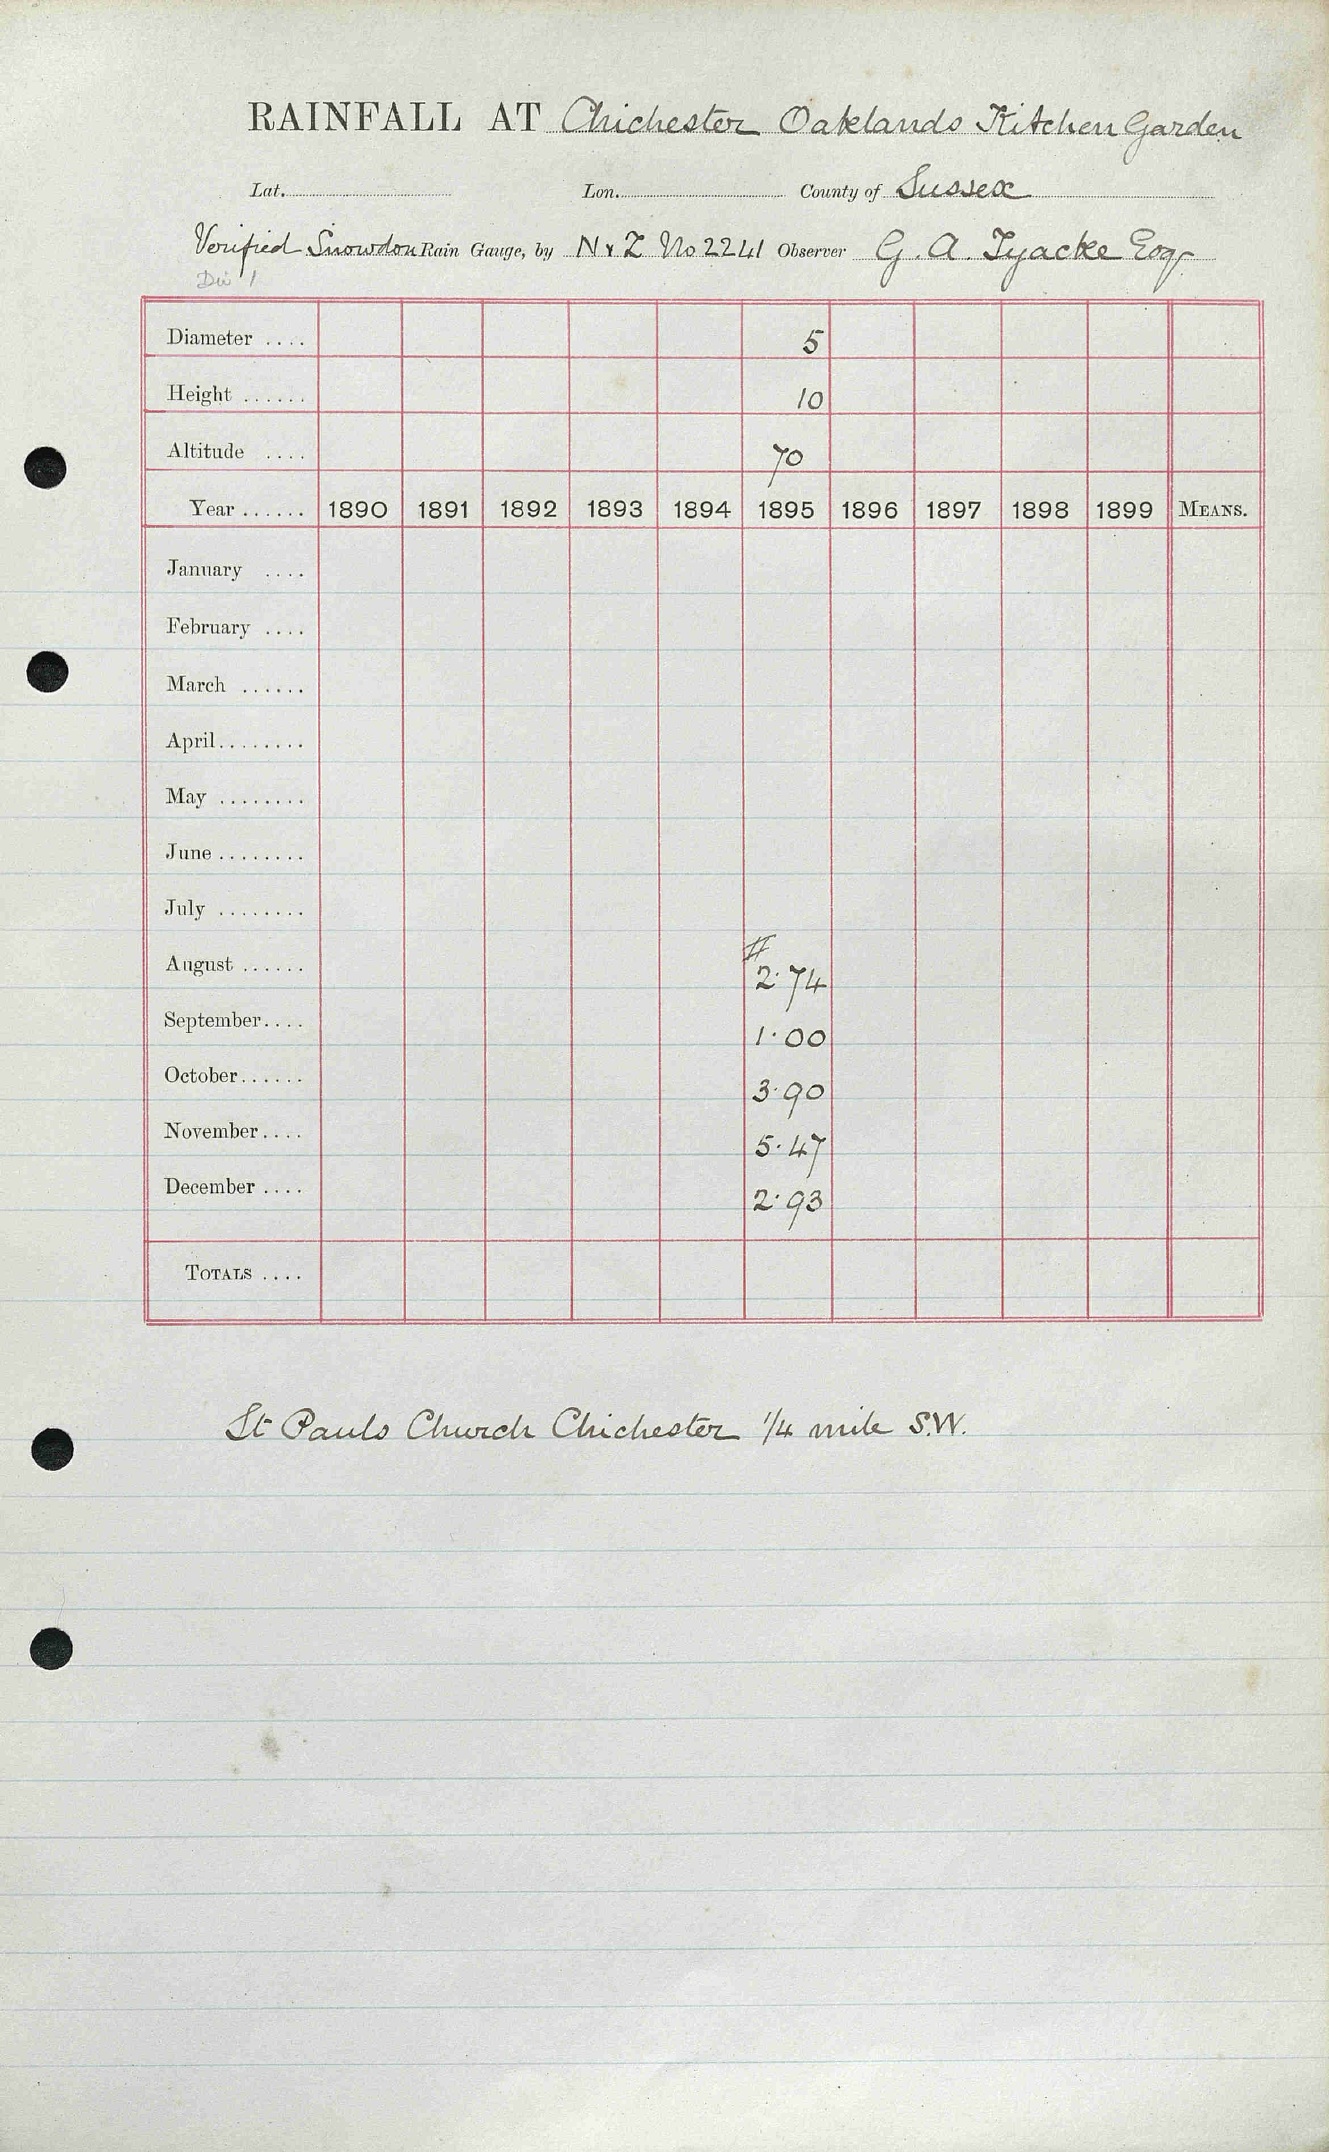 RAINFALL AT Chichester Oaklands Kitchen Garden
Lat. Lon. County of Sussex
Verified Snowdon Rain Gauge, by N & Z No 2241 Observer G. A. Tyacke Esqr
Div 1
Diameter .... 5
Height ...... 10
Altitude .... 70
Year ...... 1890 1891 1892 1893 1894 1895 1896 1897 1898 1899 MEANS.
January ....
February ....
March ......
April ........
May ........
June ........
July ........
#
August ...... 2.74
September .... 1.00
October ...... 3.90
November .... 5.47
December .... 2.93
TOTALS ....
St Pauls Church Chichester 1/4 mile S.W.